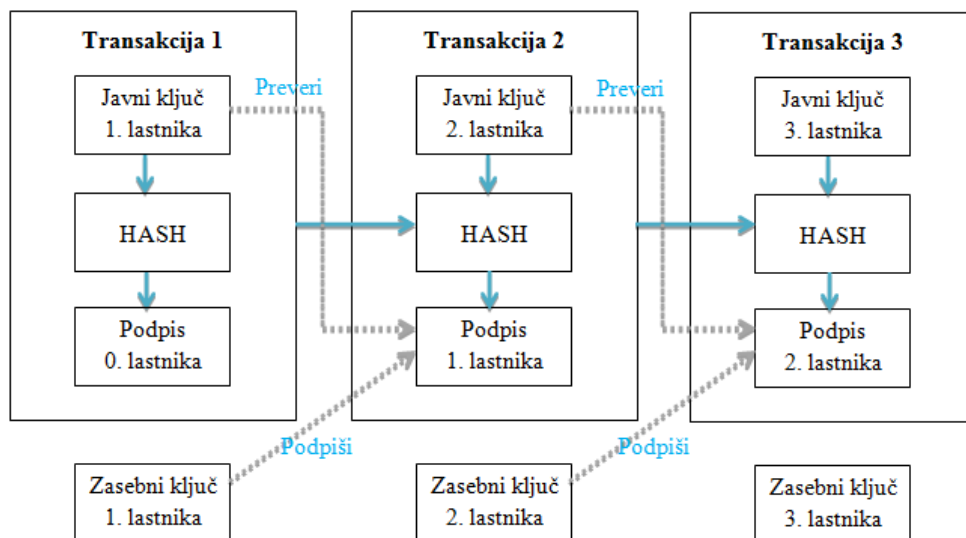 Transakcija 1
Javni ključ
1. lastnika
HASH
Podpis
0. lastnika
Zasebni ključ
1. lastnika
Preveri
Podpiši
Transakcija 2
Javni ključ
2. lastnika
HASH
Podpis
1. lastnika
Zasebni ključ
2. lastnika
Preveri
Podpiši
Transakcija 3
Javni ključ
3. lastnika
HASH
Podpis
2. lastnika
Zasebni ključ
3. lastnika